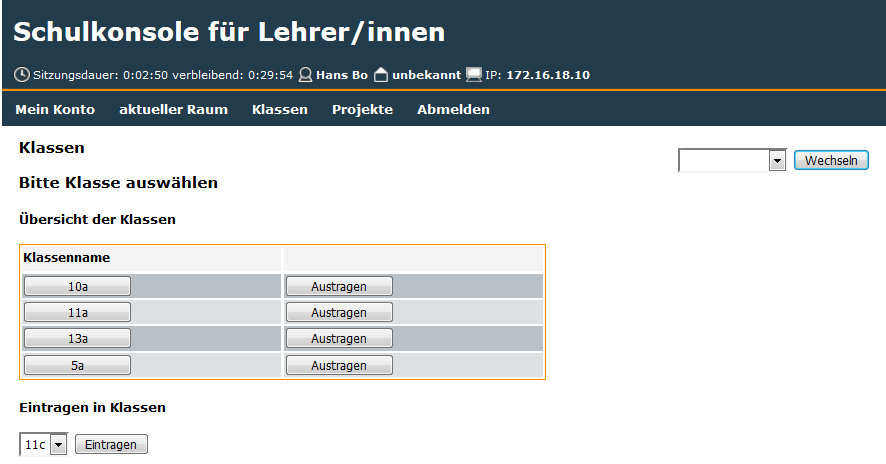 Schulkonsole für Lehrer/innen
Sitzungsdauer: 0:02:50 verbleibend: 0:29:54 Hans Bo unbekannt IP: 172.16.18.10
Mein Konto aktueller Raum Klassen Projekte Abmelden
Klassen
Wechseln
Bitte Klasse auswählen
Übersicht der Klassen
Klassenname
10a Austragen
11a Austragen
13a Austragen
5a Austragen
Eintragen in Klassen
11c Eintragen